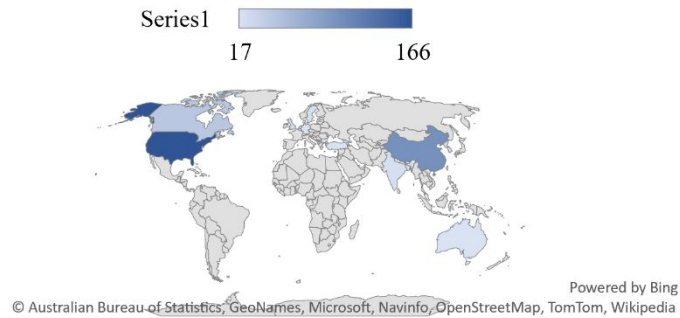 Series1
17 166
Powered by Bing
© Australian Bureau of Statistics, GeoNames, Microsoft, Navinfo, OpenStreetMap, TomTom, Wikipedia